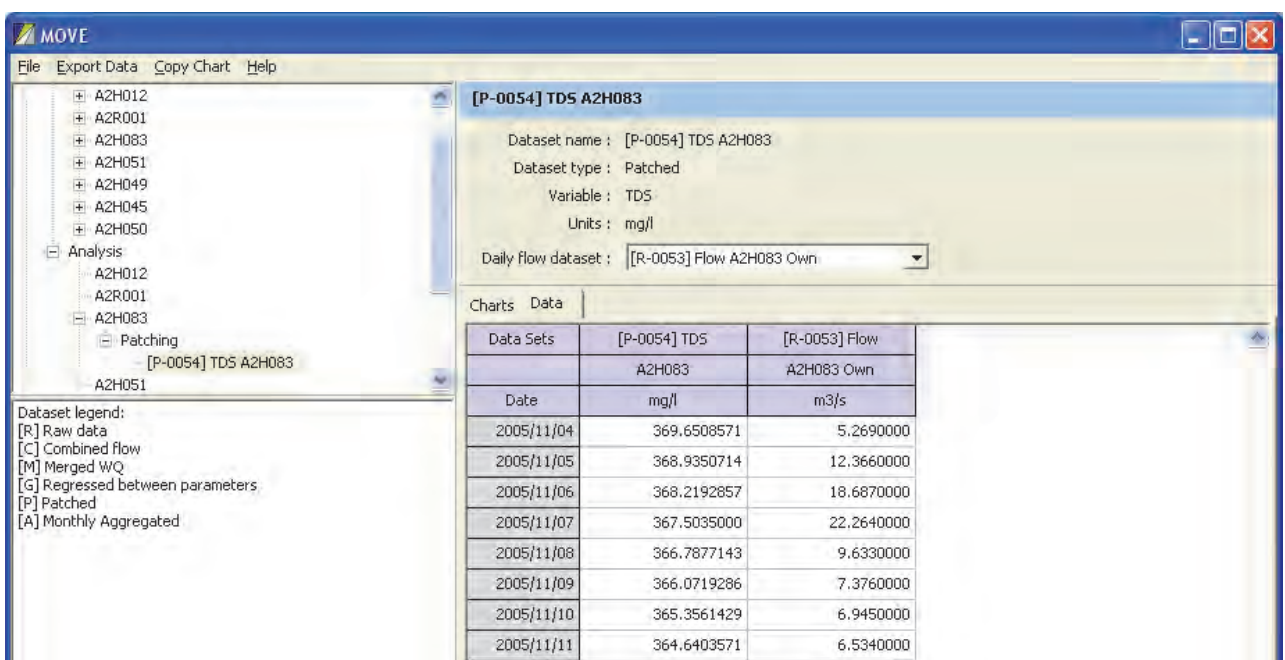 MOVE
File Export Data Copy Chart Help
A2H012
A2R001
A2H083
A2H051
A2H049
A2H045
A2H050
Analysis
A2H012
A2R001
A2H083
Patching
[P-0054] TDS A2H083
A2H051
Dataset legend:
[R] Raw data
[C] Combined flow
[M] Merged WQ
[G] Regressed between parameters
[P] Patched
[A] Monthly Aggregated
[P-0054] TDS A2H083
Dataset name : [P-0054] TDS A2H083
Dataset type : Patched
Variable : TDS
Units : mg/l
Daily flow dataset : [R-0053] Flow A2H083 Own
Charts Data
Data Sets [P-0054] TDS [R-0053] Flow
A2H083 A2H083 Own
Date mg/l m3/s
2005/11/04 369.6508571 5.2690000
2005/11/05 368.9350714 12.3660000
2005/11/06 368.2192857 18.6870000
2005/11/07 367.5035000 22.2640000
2005/11/08 366.7877143 9.6330000
2005/11/09 366.0719286 7.3760000
2005/11/10 365.3561429 6.9450000
2005/11/11 364.6403571 6.5340000